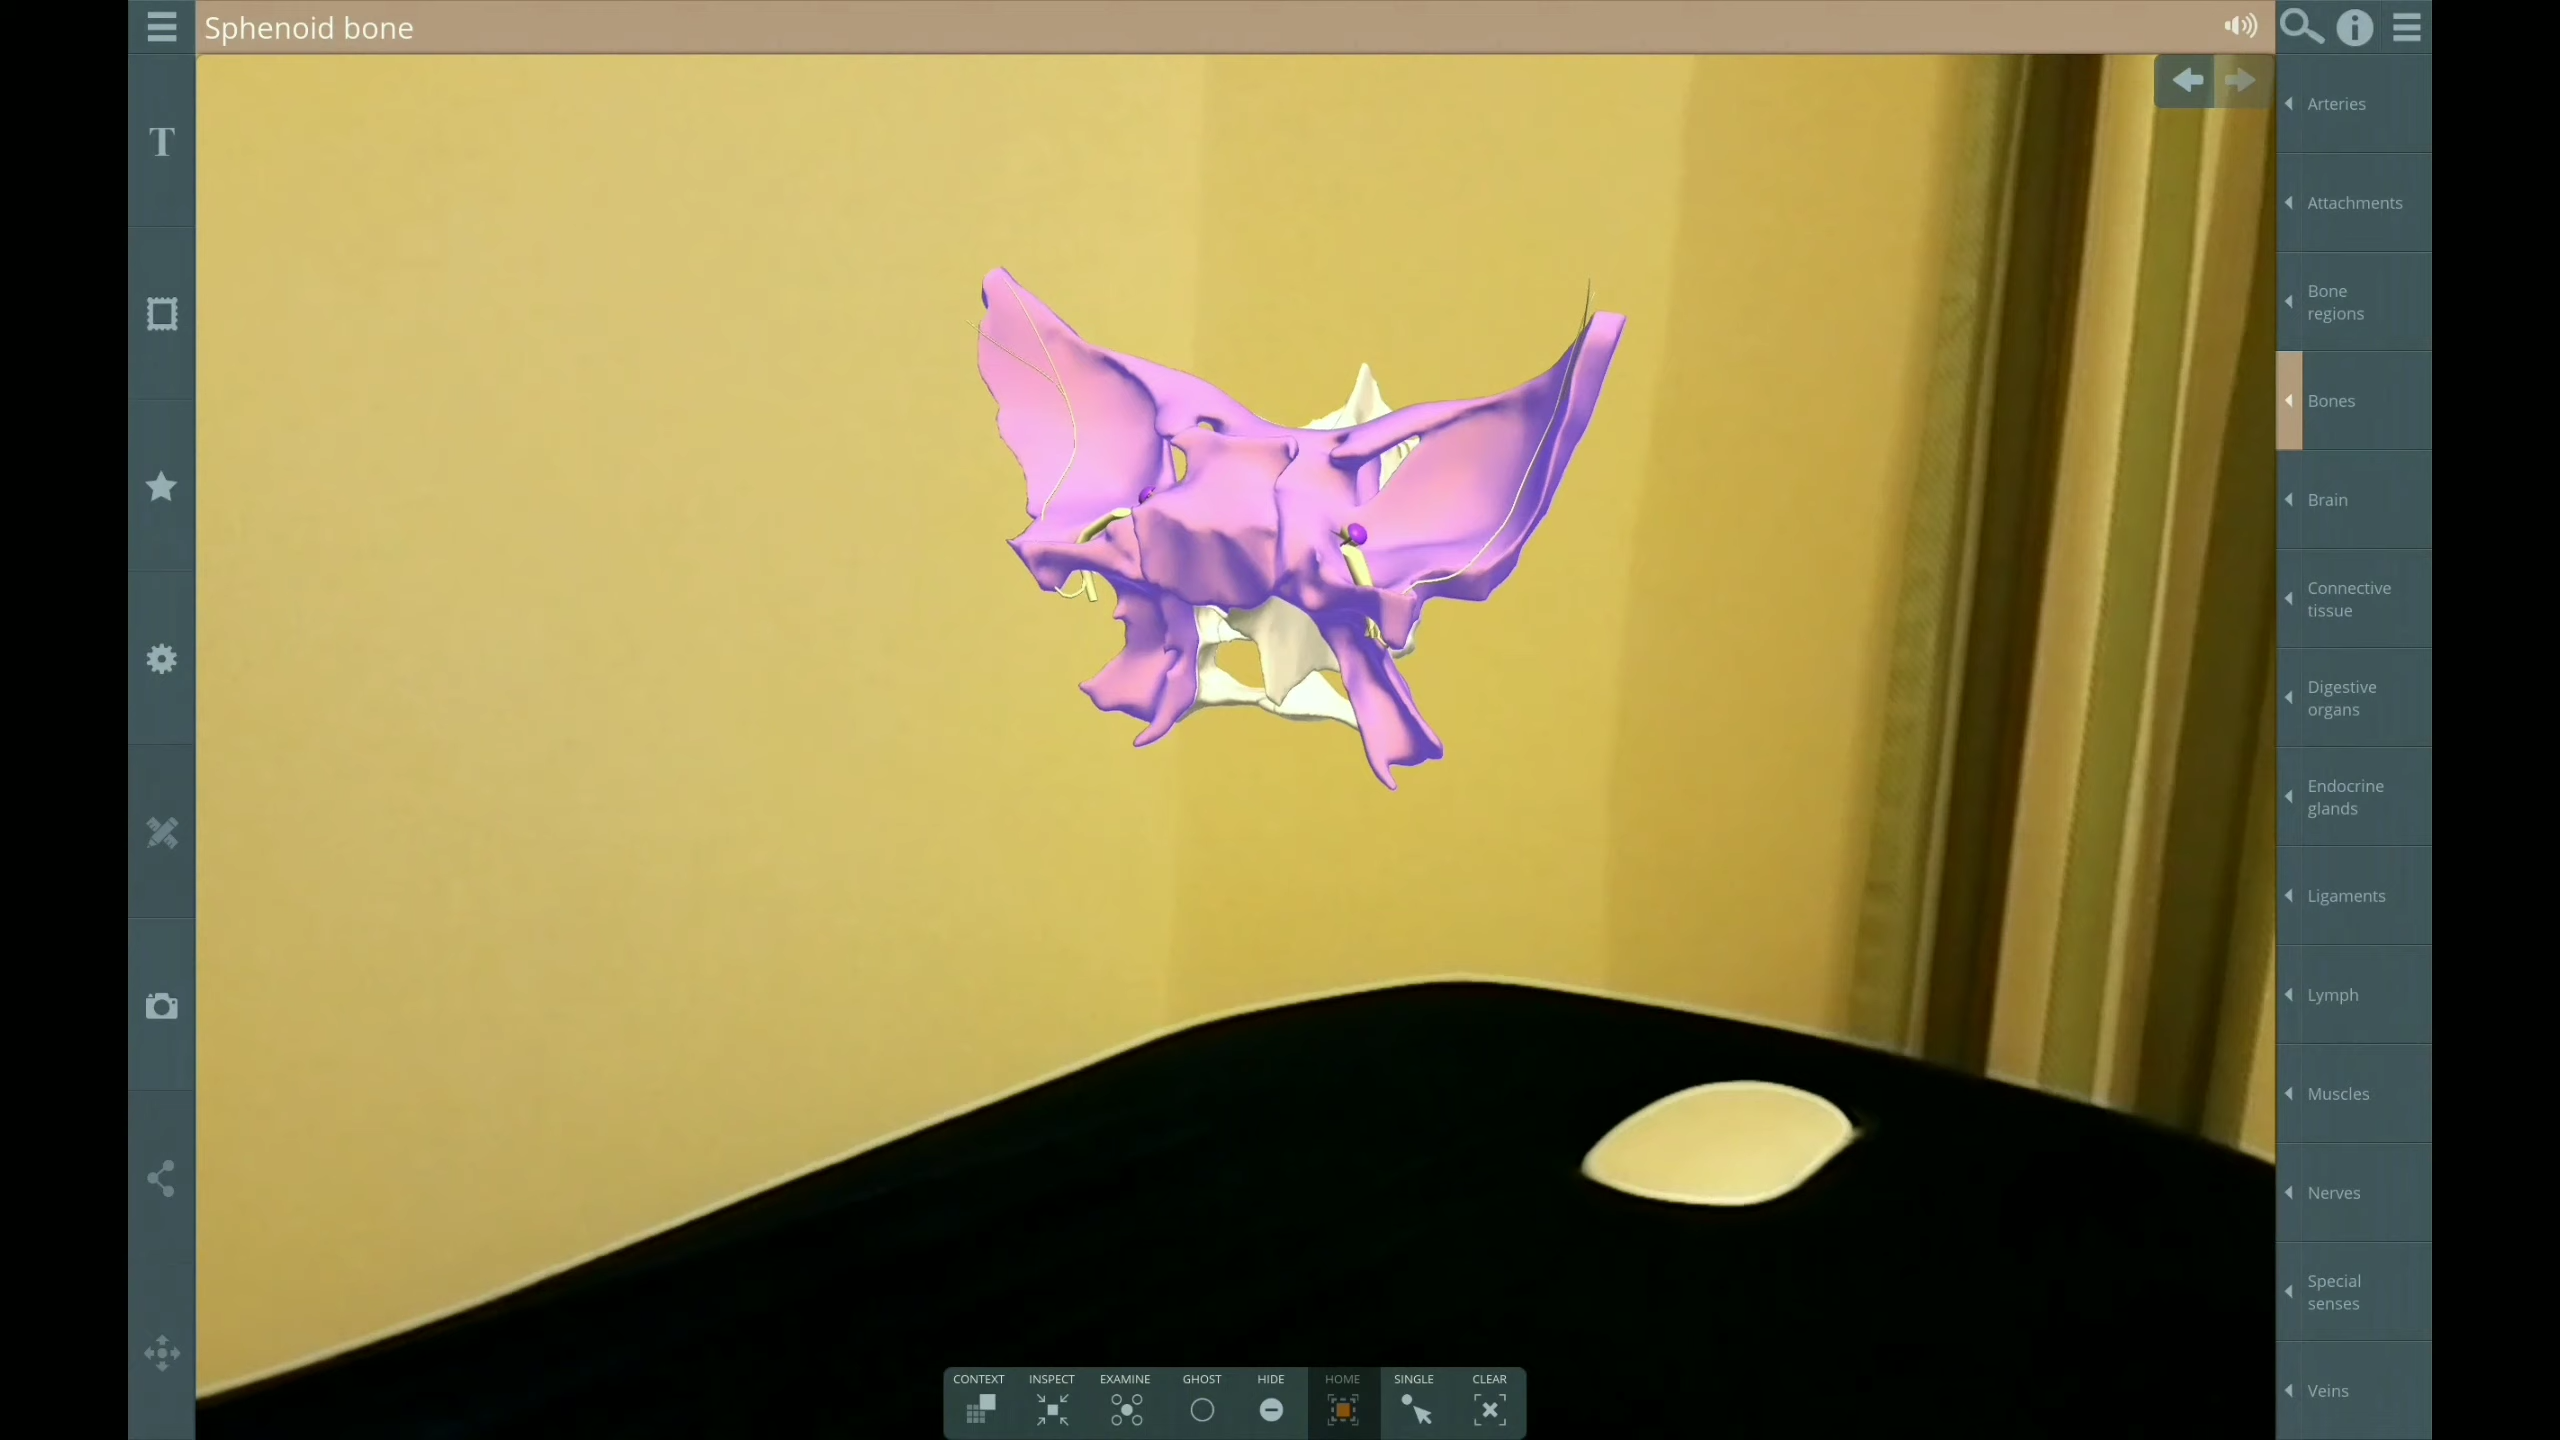 Sphenoid bone
T
Arteries
Attachments
Bone
regions
Bones
Brain
Connective
tissue
Digestive
organs
Endocrine
glands
Ligaments
Lymph
Muscles
Nerves
Special
senses
Veins
CONTEXT INSPECT EXAMINE GHOST HIDE HOME SINGLE CLEAR